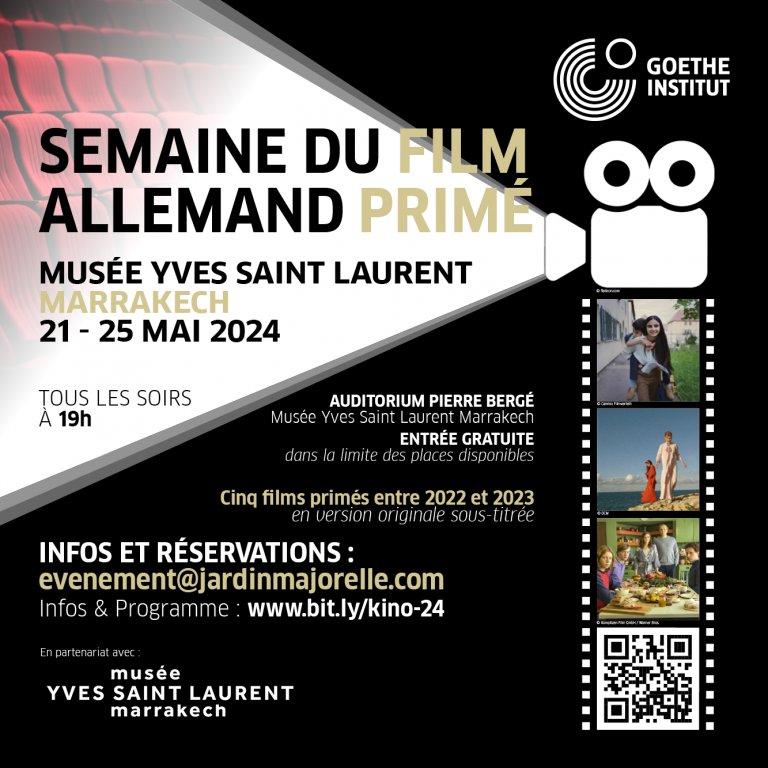 GOETHE
INSTITUT
SEMAINE DU FILM
ALLEMAND PRIMÉ
MUSÉE YVES SAINT LAURENT
MARRAKECH
21 - 25 MAI 2024
TOUS LES SOIRS
À 19h
AUDITORIUM PIERRE BERGÉ
Musée Yves Saint Laurent Marrakech
ENTRÉE GRATUITE
dans la limite des places disponibles
Cinq films primés entre 2022 et 2023
en version originale sous-titrée
INFOS ET RÉSERVATIONS :
evenement@jardinmajorelle.com
Infos & Programme : www.bit.ly/kino-24
En partenariat avec :
musée
YVES SAINT LAURENT
marrakech